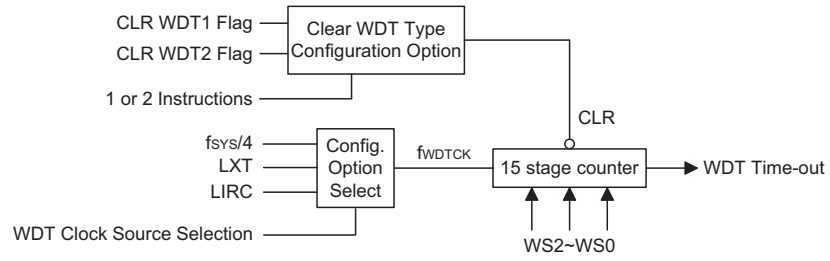 CLR WDT1 Flag
CLR WDT2 Flag
Clear WDT Type
Configuration Option
1 or 2 Instructions
CLR
fSYS/4
LXT
LIRC
Config.
Option
Select
fWDTCK
15 stage counter
WDT Time-out
WDT Clock Source Selection
WS2~WS0